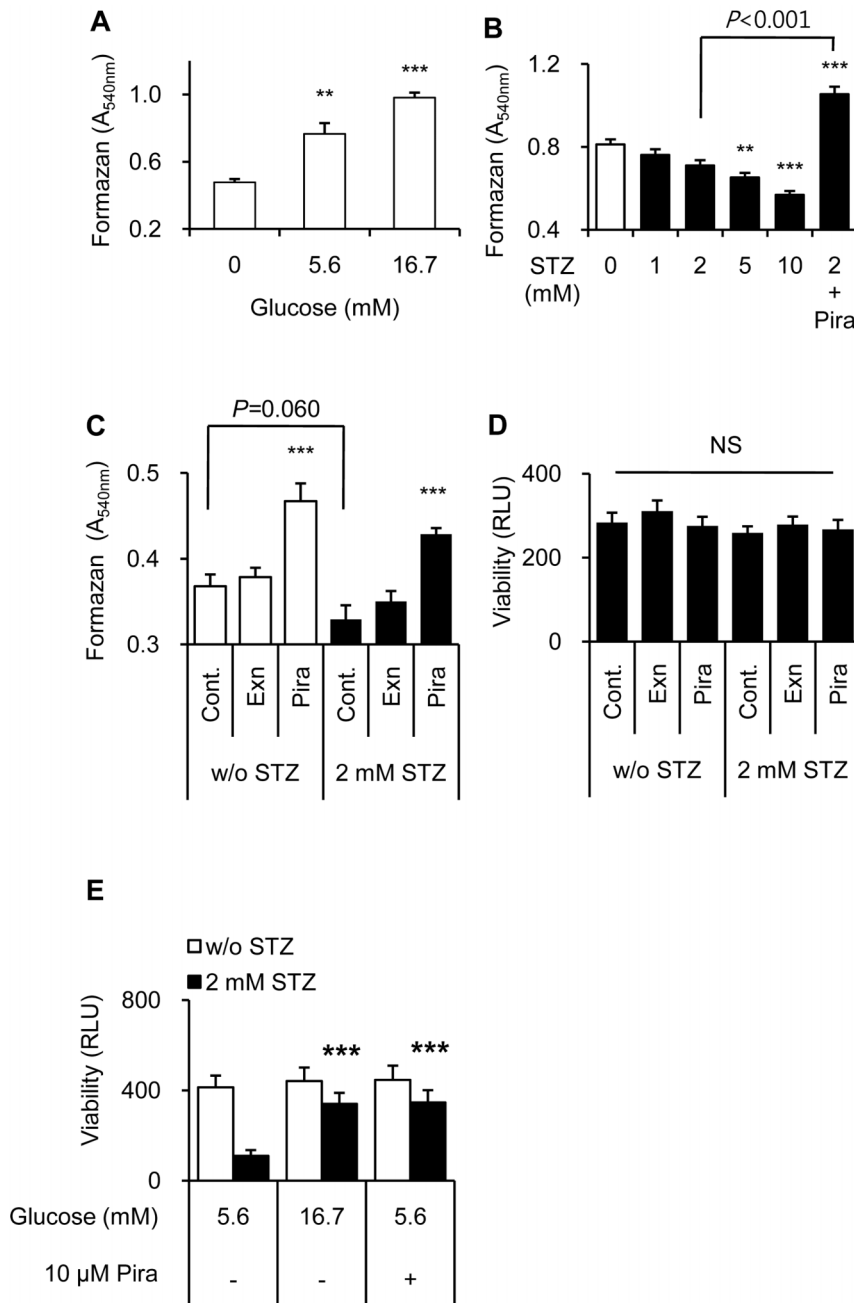 A
Formazan (A540nm)
1.0
0.6
0.2
**
***
0 5.6 16.7
Glucose (mM)
B
P<0.001
Formazan (A540nm)
1.2
0.8
0.4
**
***
***
STZ 0 1 2 5 10 2
(mM) +
Pira
C
P=0.060
Formazan (A540nm)
0.5
0.4
0.3
***
***
Cont. Exn Pira Cont. Exn Pira
w/o STZ 2 mM STZ
D
NS
Viability (RLU)
400
200
0
Cont. Exn Pira Cont. Exn Pira
w/o STZ 2 mM STZ
E
w/o STZ
2 mM STZ
Viability (RLU)
800
400
0
***
***
Glucose (mM) 5.6 16.7 5.6
10 µM Pira - - +